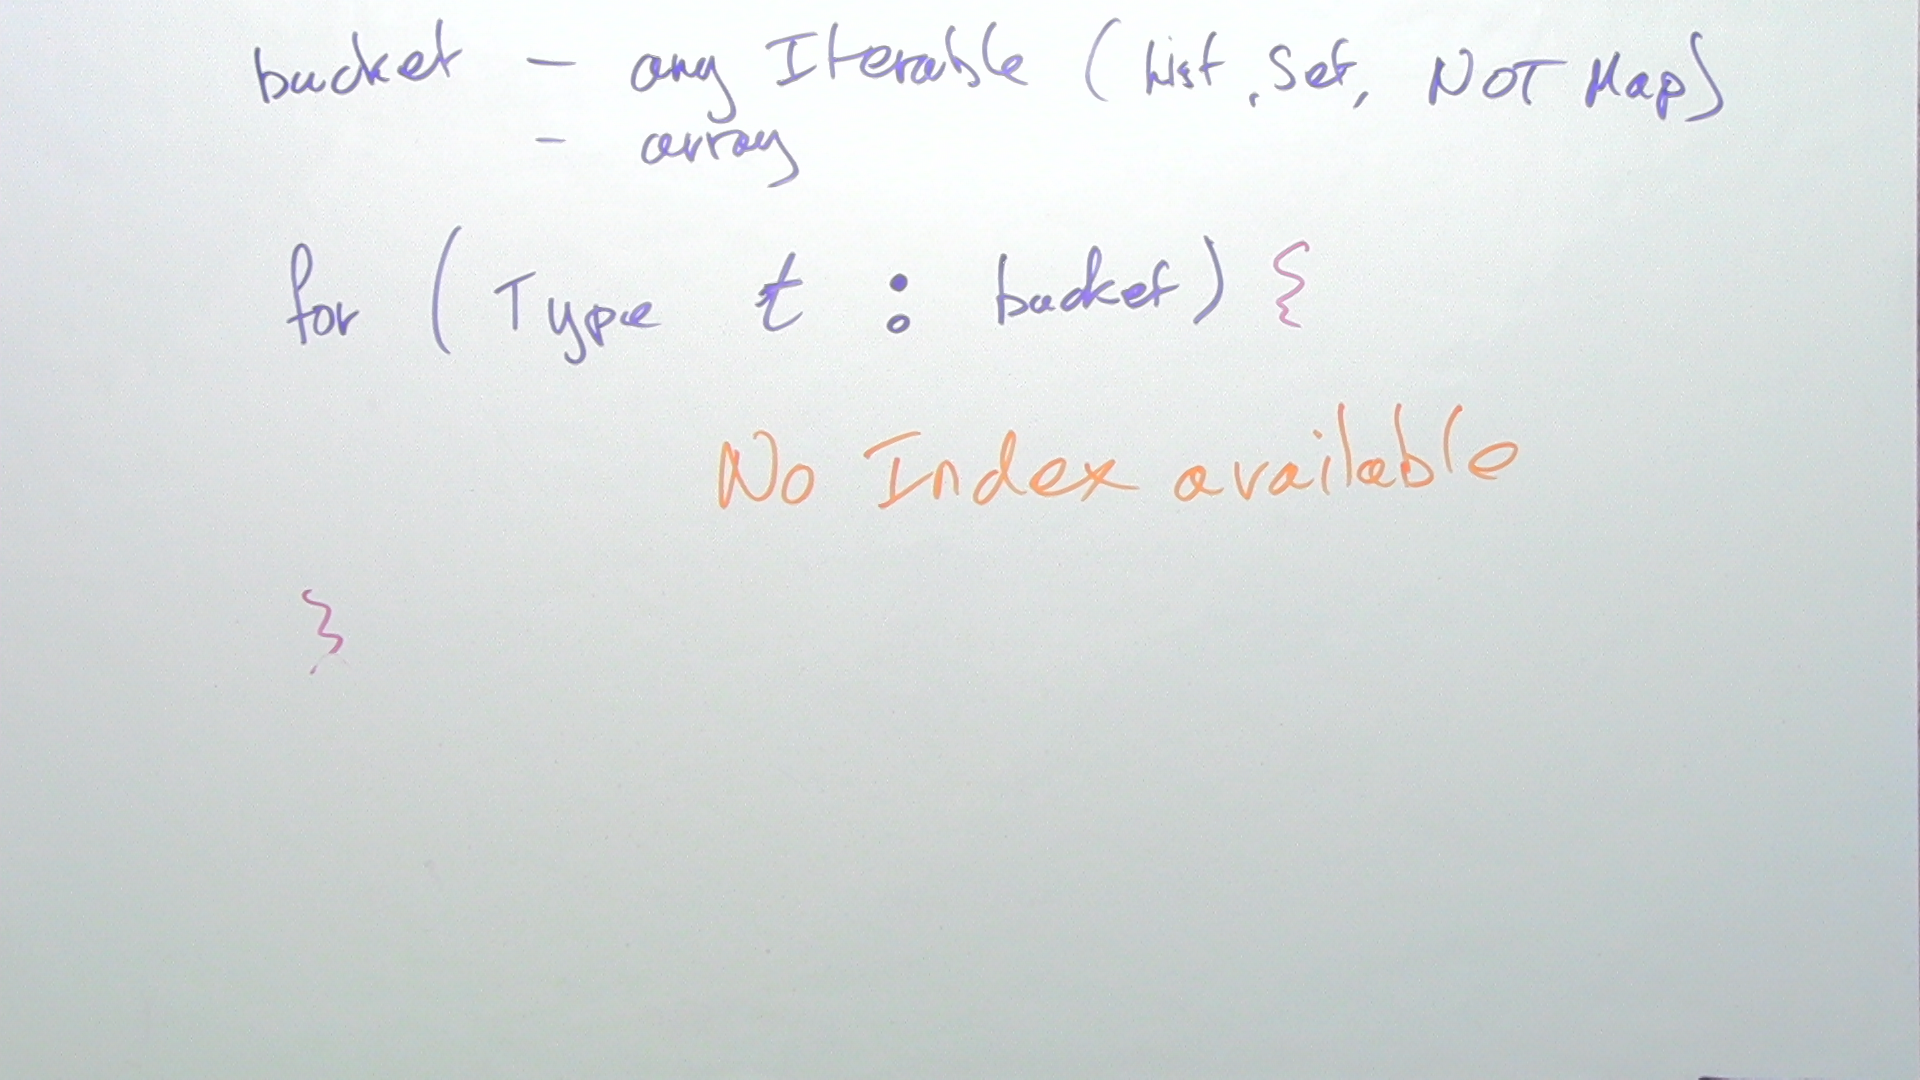 bucket - any Iterable (List, Set, NOT Map)
- array
for (Type t : bucket) {
No Index available
}